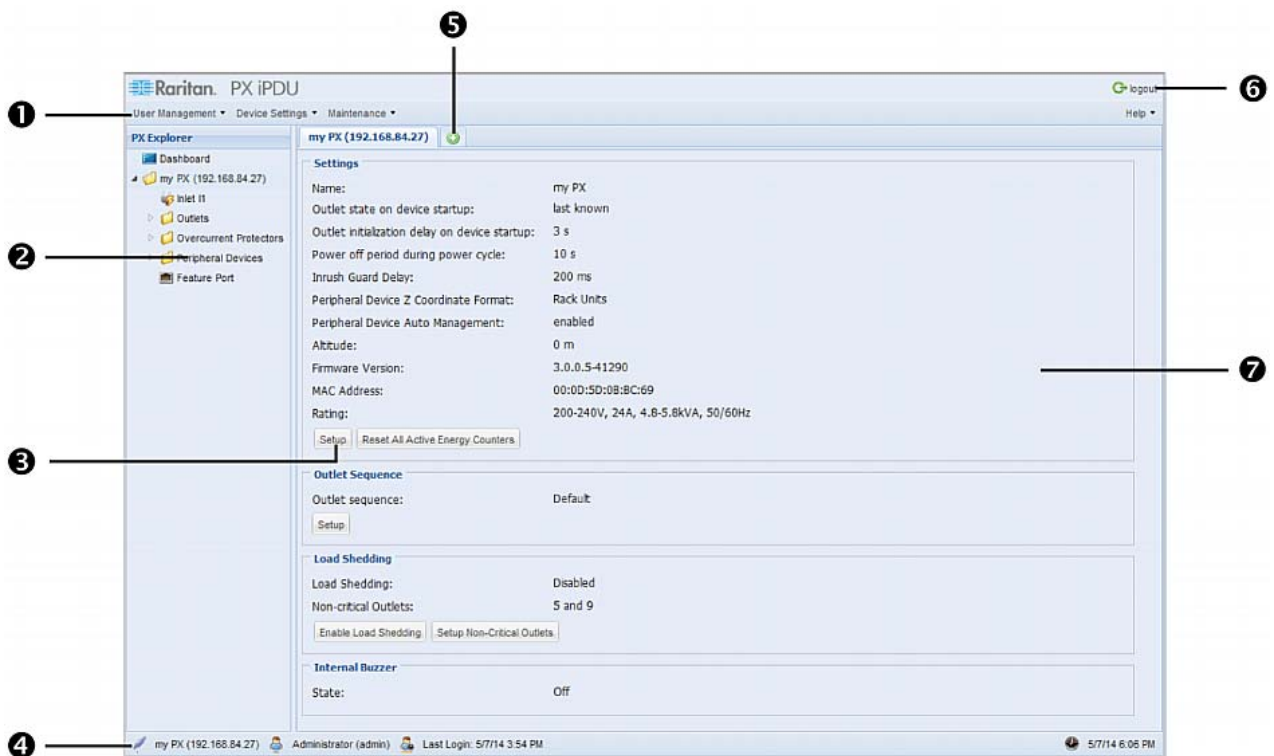 5
Raritan. PX iPDU
logout
6
1
User Management Device Settings Maintenance
Help
PX Explorer
my PX (192.168.84.27)
Dashboard
my PX (192.168.84.27)
Inlet I1
Outlets
Overcurrent Protectors
2
Peripheral Devices
Feature Port
Settings
Name: my PX
Outlet state on device startup: last known
Outlet initialization delay on device startup: 3 s
Power off period during power cycle: 10 s
Inrush Guard Delay: 200 ms
Peripheral Device Z Coordinate Format: Rack Units
Peripheral Device Auto Management: enabled
Altitude: 0 m
Firmware Version: 3.0.0.5-41290
7
MAC Address: 00:0D:5D:0B:BC:69
Rating: 200-240V, 24A, 4.8-5.8kVA, 50/60Hz
Setup Reset All Active Energy Counters
3
Outlet Sequence
Outlet sequence: Default
Setup
Load Shedding
Load Shedding: Disabled
Non-critical Outlets: 5 and 9
Enable Load Shedding Setup Non-Critical Outlets
Internal Buzzer
State: Off
4
my PX (192.168.84.27) Administrator (admin) Last Login: 5/7/14 3:54 PM
5/7/14 6:06 PM